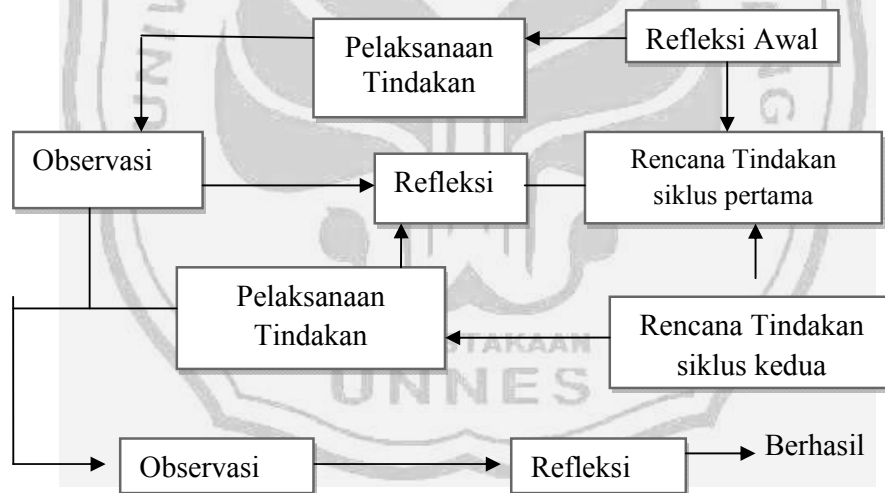 Refleksi Awal
Pelaksanaan
Tindakan
Observasi
Refleksi
Rencana Tindakan
siklus pertama
Pelaksanaan
Tindakan
Rencana Tindakan
siklus kedua
UNNES
Observasi
Refleksi
Berhasil